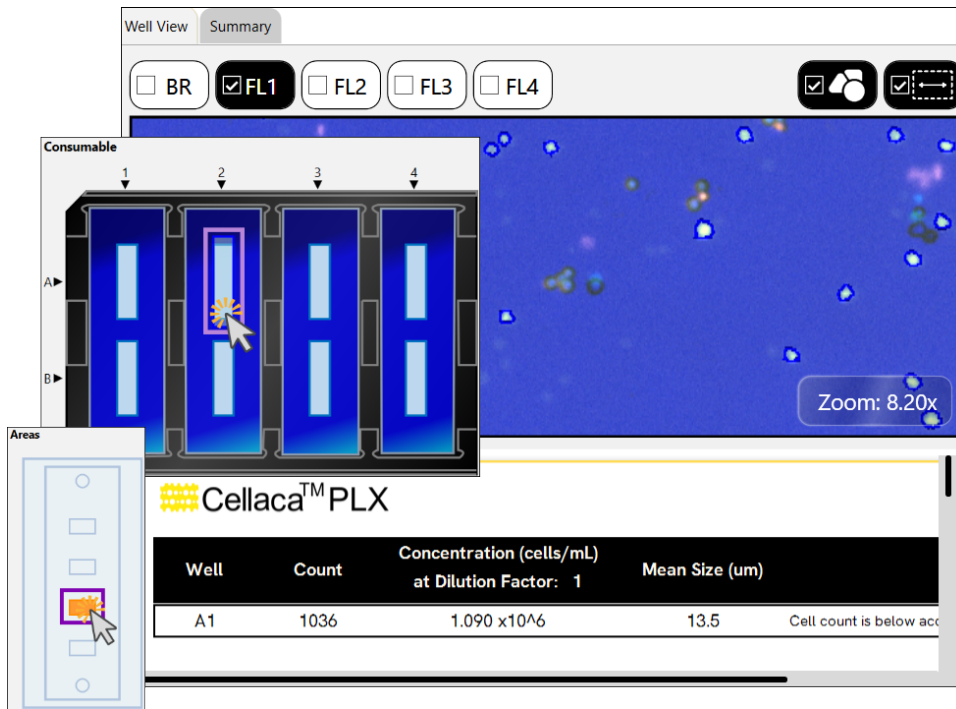 Well View Summary
BR FL1 FL2 FL3 FL4
Consumable
1 2 3 4
A
B
Zoom: 8.20x
Areas
Cellaca™ PLX
Well Count Concentration (cells/mL) at Dilution Factor: 1 Mean Size (um)
A1 1036 1.090 x10^6 13.5 Cell count is below acc